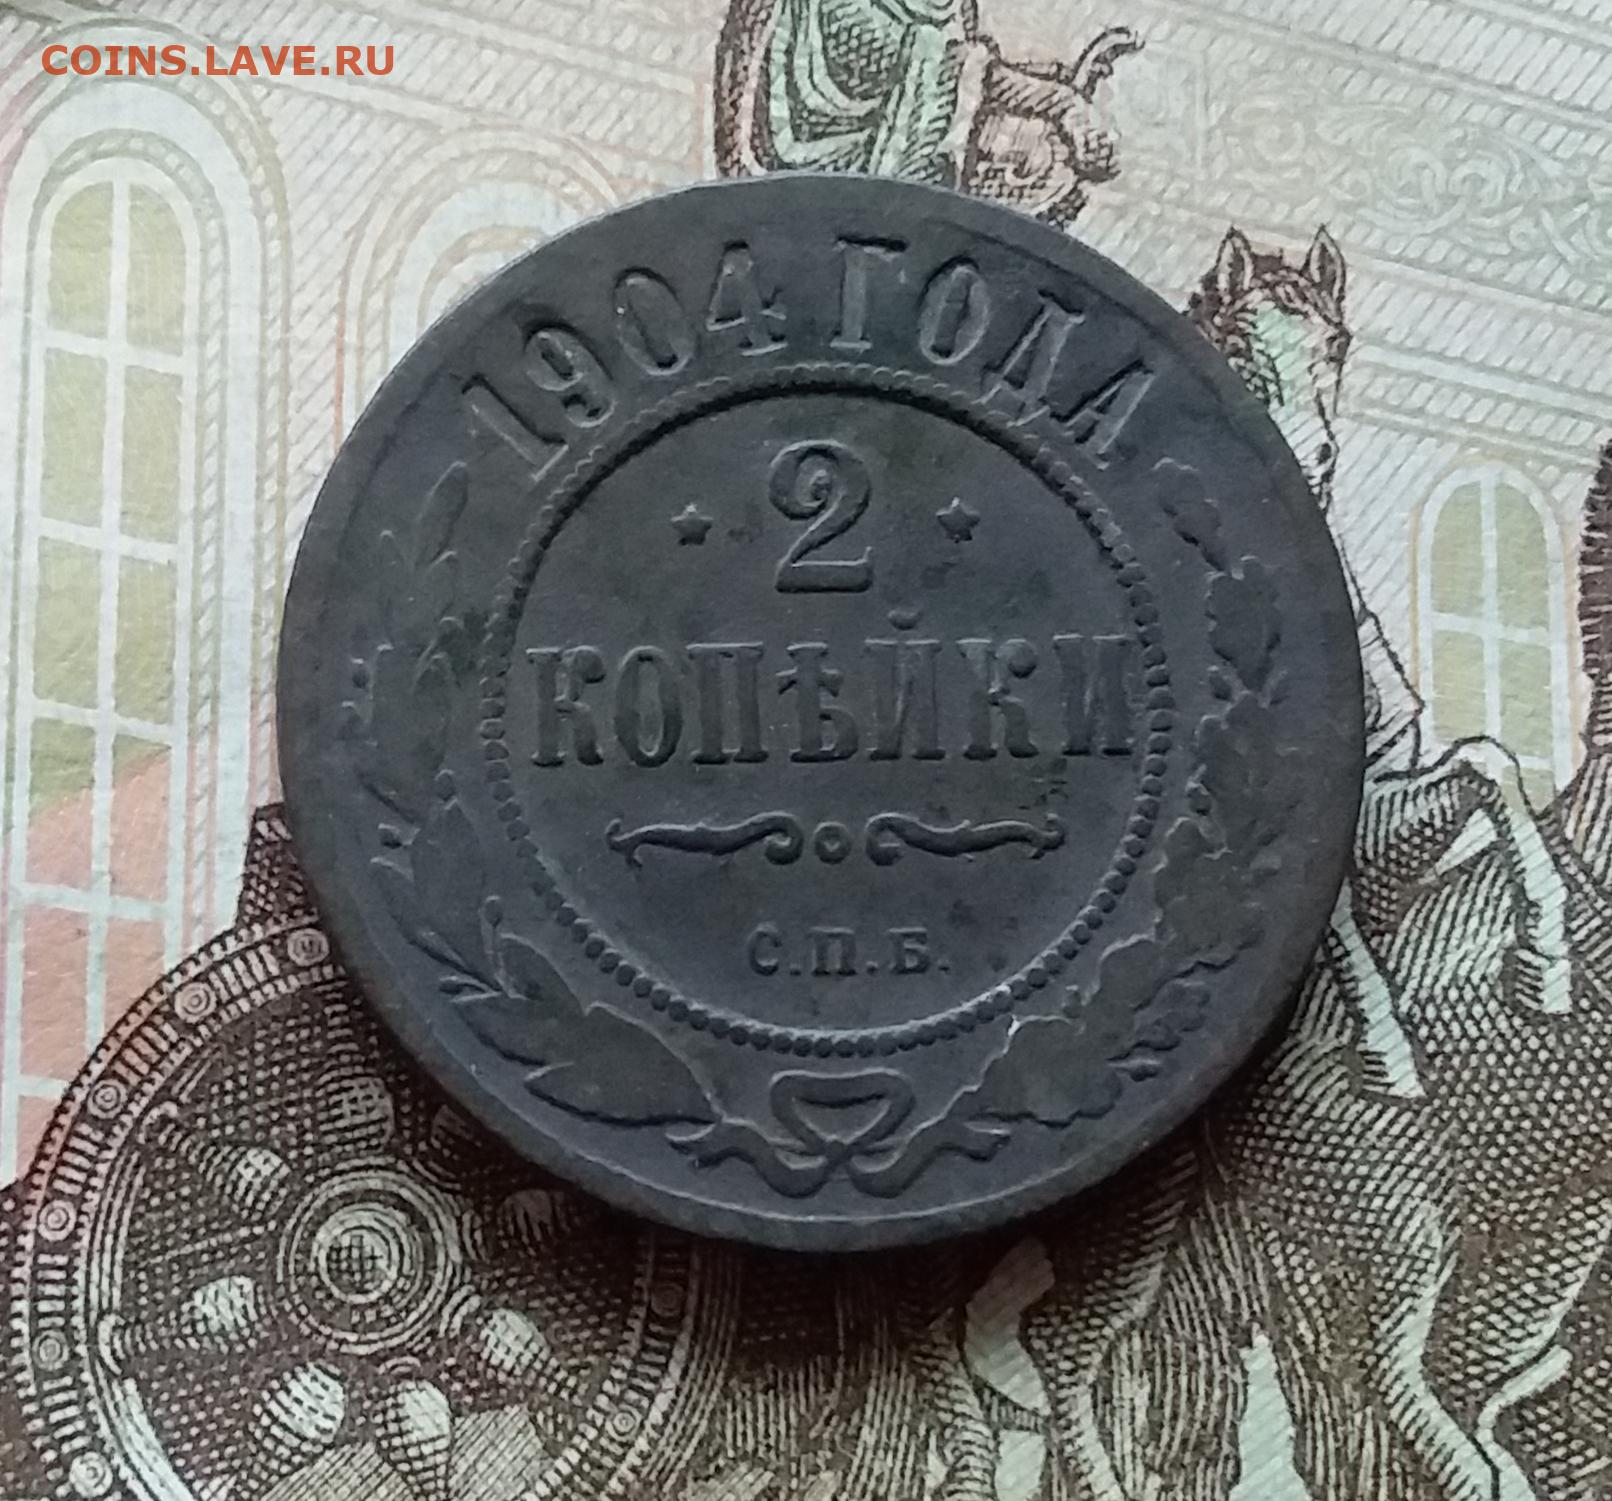 COINS.LAVE.RU
1904 ГОДА
2
КОПѢЙКИ
С.П.Б.